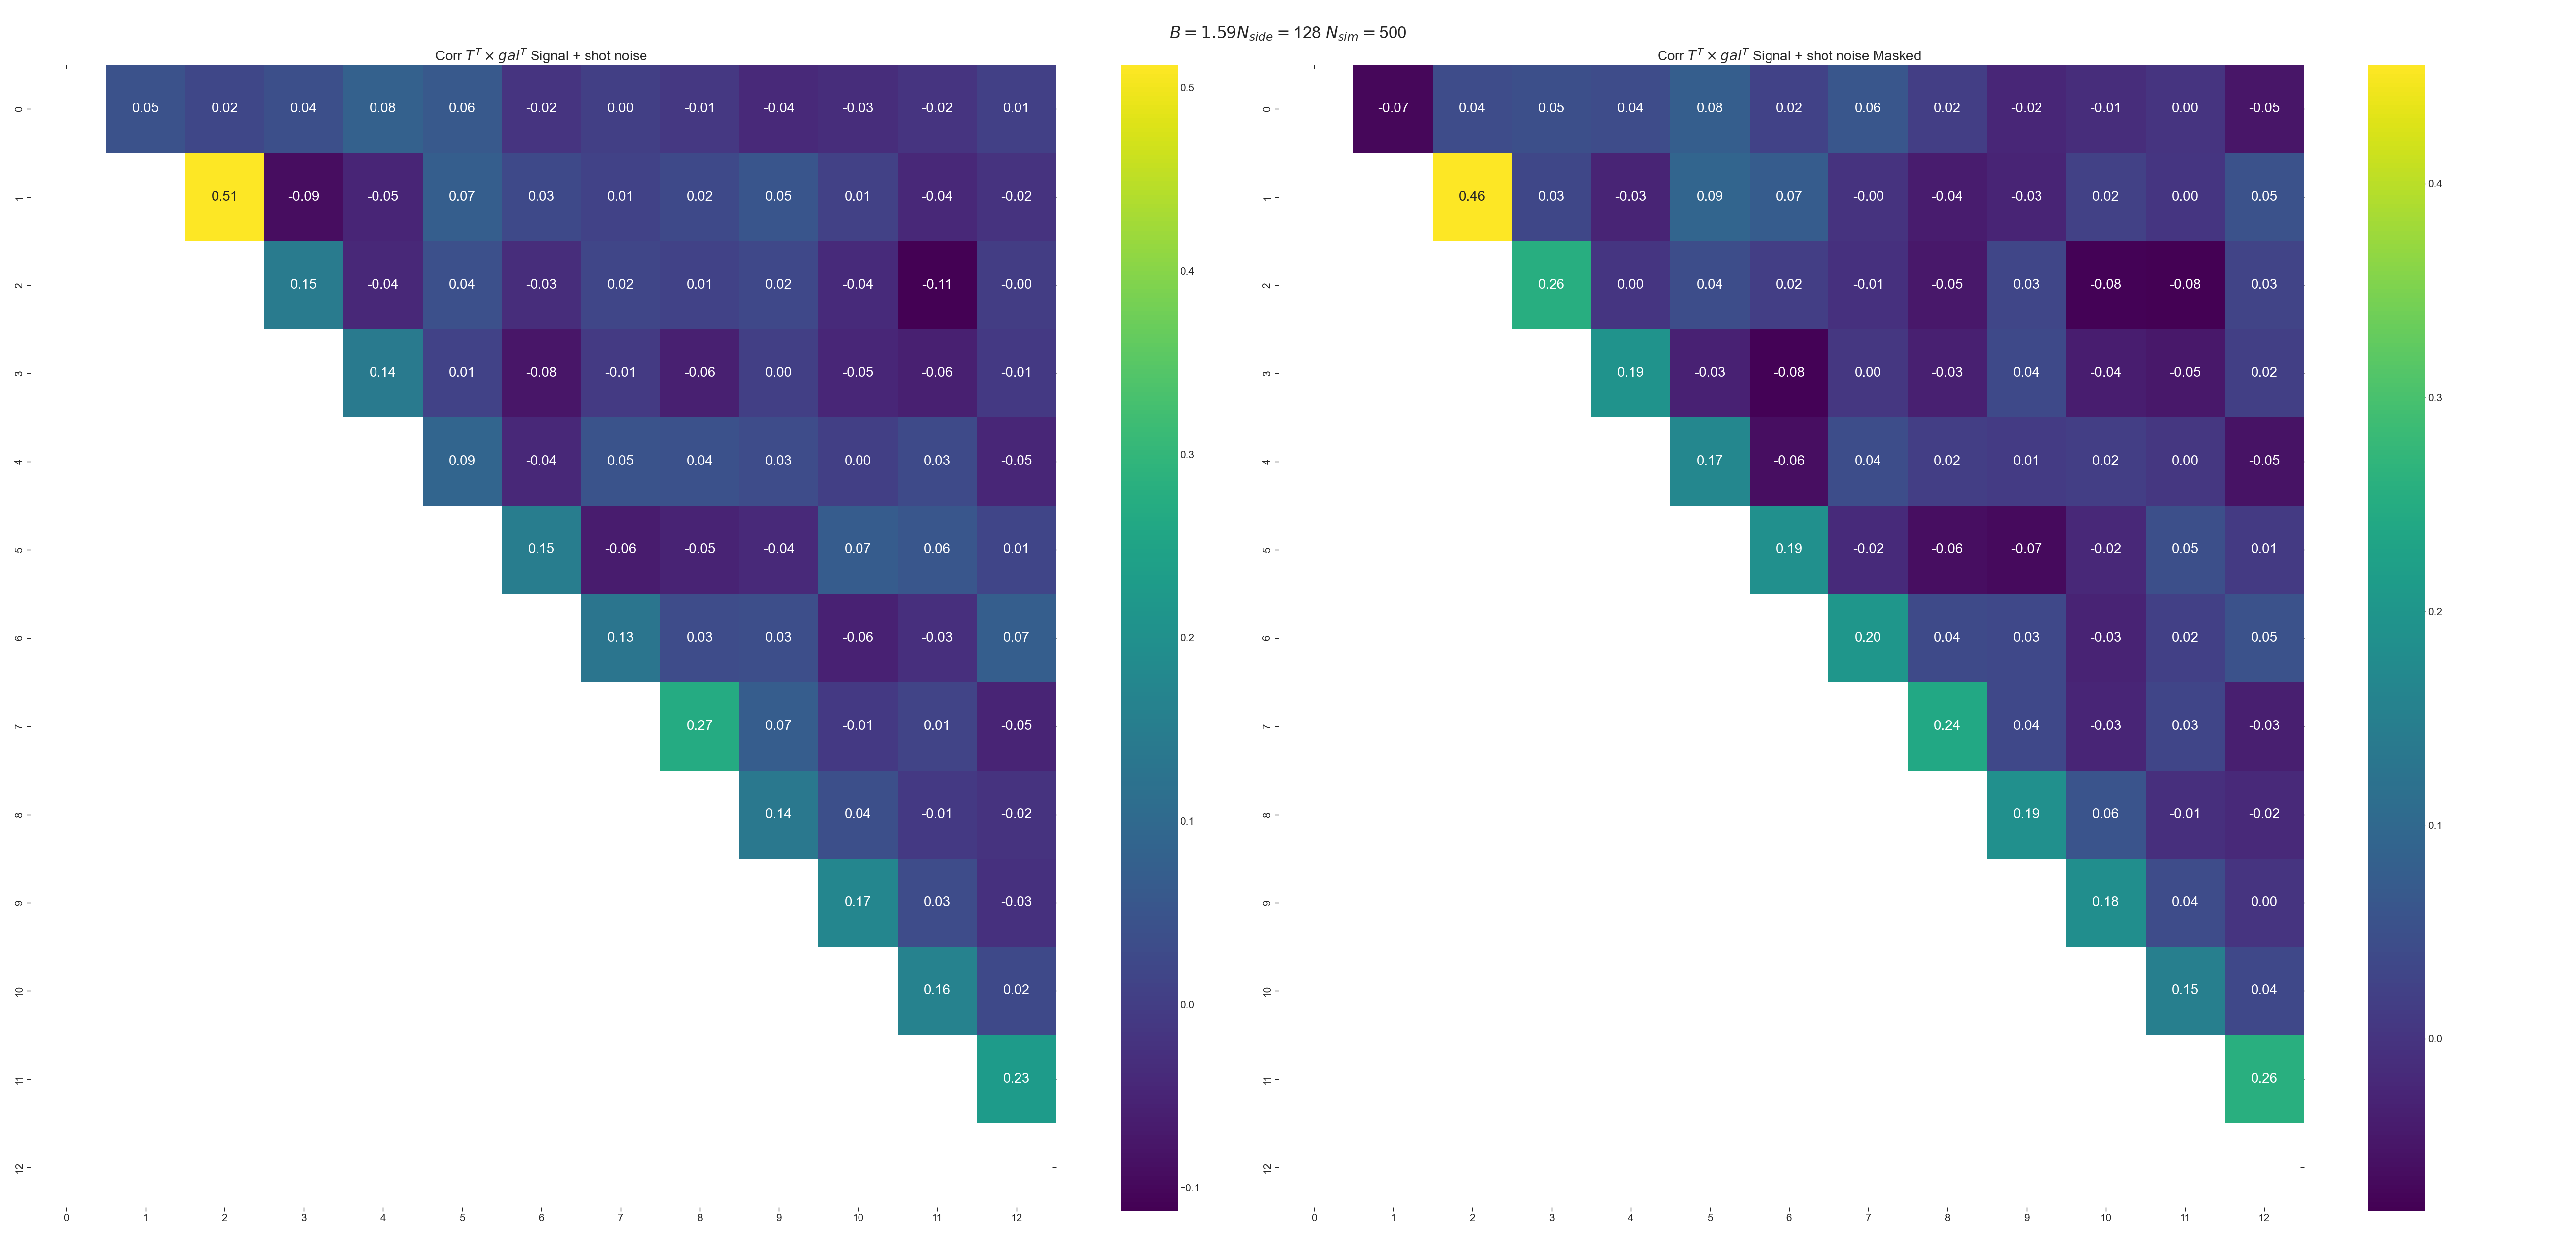 B = 1.59N_side = 128 N_sim = 500
Corr T^T × gal^T Signal + shot noise
0 0.05 0.02 0.04 0.08 0.06 -0.02 0.00 -0.01 -0.04 -0.03 -0.02 0.01
1 0.51 -0.09 -0.05 0.07 0.03 0.01 0.02 0.05 0.01 -0.04 -0.02
2 0.15 -0.04 0.04 -0.03 0.02 0.01 0.02 -0.04 -0.11 -0.00
3 0.14 0.01 -0.08 -0.01 -0.06 0.00 -0.05 -0.06 -0.01
4 0.09 -0.04 0.05 0.04 0.03 0.00 0.03 -0.05
5 0.15 -0.06 -0.05 -0.04 0.07 0.06 0.01
6 0.13 0.03 0.03 -0.06 -0.03 0.07
7 0.27 0.07 -0.01 0.01 -0.05
8 0.14 0.04 -0.01 -0.02
9 0.17 0.03 -0.03
10 0.16 0.02
11 0.23
12
0 1 2 3 4 5 6 7 8 9 10 11 12
0.5
0.4
0.3
0.2
0.1
0.0
−0.1
Corr T^T × gal^T Signal + shot noise Masked
0 -0.07 0.04 0.05 0.04 0.08 0.02 0.06 0.02 -0.02 -0.01 0.00 -0.05
1 0.46 0.03 -0.03 0.09 0.07 -0.00 -0.04 -0.03 0.02 0.00 0.05
2 0.26 0.00 0.04 0.02 -0.01 -0.05 0.03 -0.08 -0.08 0.03
3 0.19 -0.03 -0.08 0.00 -0.03 0.04 -0.04 -0.05 0.02
4 0.17 -0.06 0.04 0.02 0.01 0.02 0.00 -0.05
5 0.19 -0.02 -0.06 -0.07 -0.02 0.05 0.01
6 0.20 0.04 0.03 -0.03 0.02 0.05
7 0.24 0.04 -0.03 0.03 -0.03
8 0.19 0.06 -0.01 -0.02
9 0.18 0.04 0.00
10 0.15 0.04
11 0.26
12
0 1 2 3 4 5 6 7 8 9 10 11 12
0.4
0.3
0.2
0.1
0.0